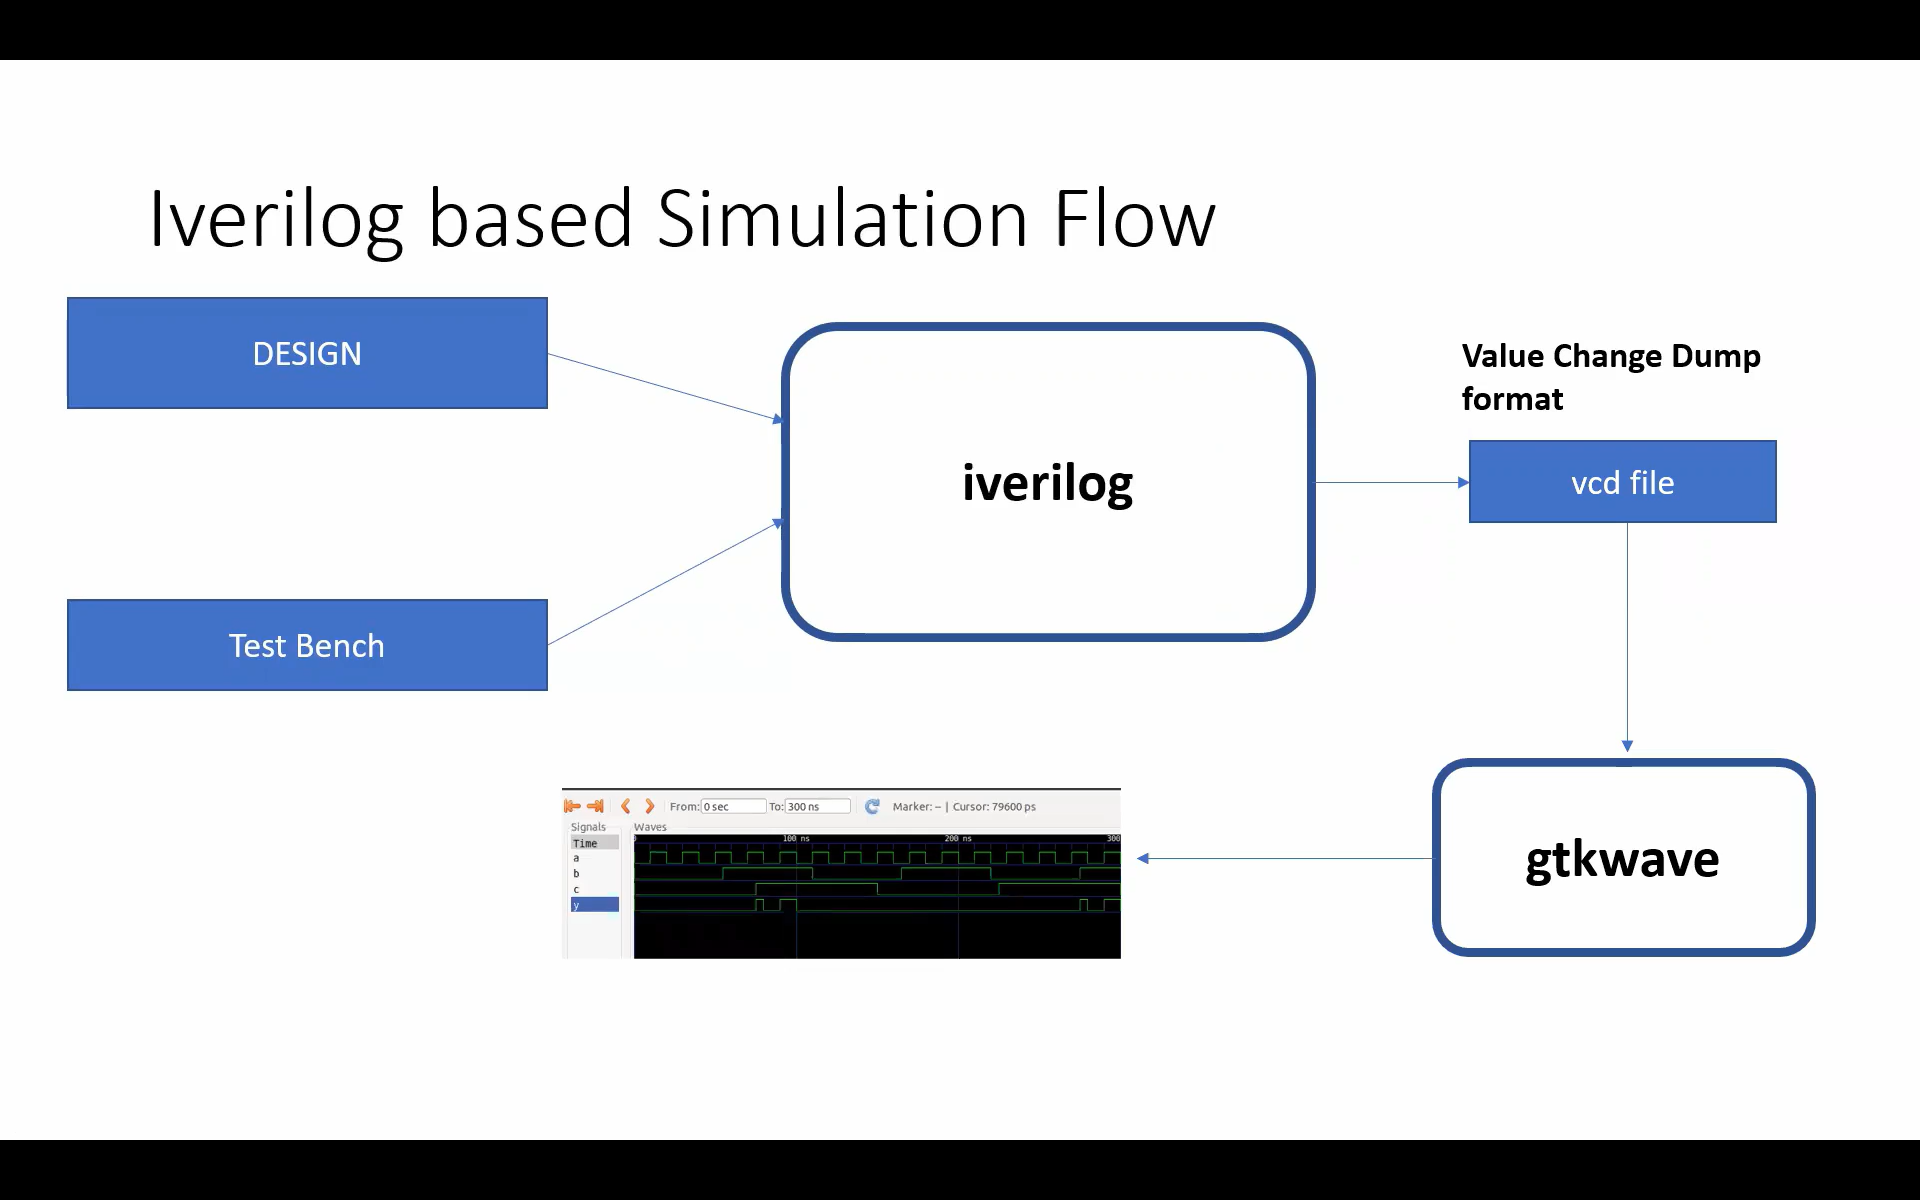 Iverilog based Simulation Flow
DESIGN
Test Bench
iverilog
Value Change Dump
format
vcd file
gtkwave
From: 0 sec To: 300 ns Marker: -- | Cursor: 79600 ps
Signals Waves
Time 100 ns 200 ns 300
a
b
c
y